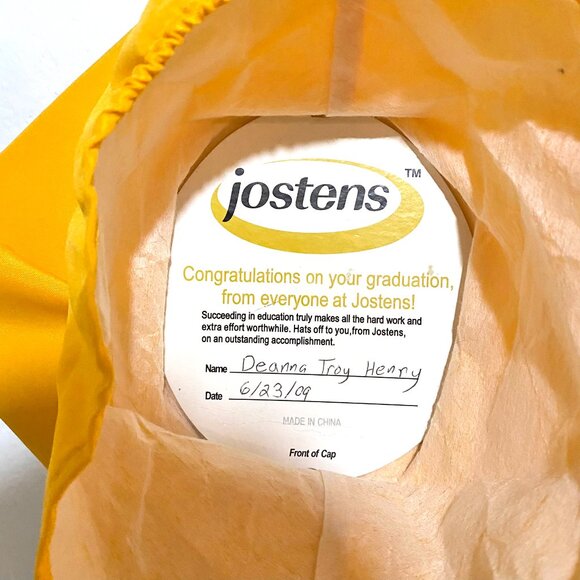 jostens TM
Congratulations on your graduation,
from everyone at Jostens!
Succeeding in education truly makes all the hard work and
extra effort worthwhile. Hats off to you,from Jostens,
on an outstanding accomplishment.
Name Deanna Troy Henry
Date 6/23/09
MADE IN CHINA
Front of Cap